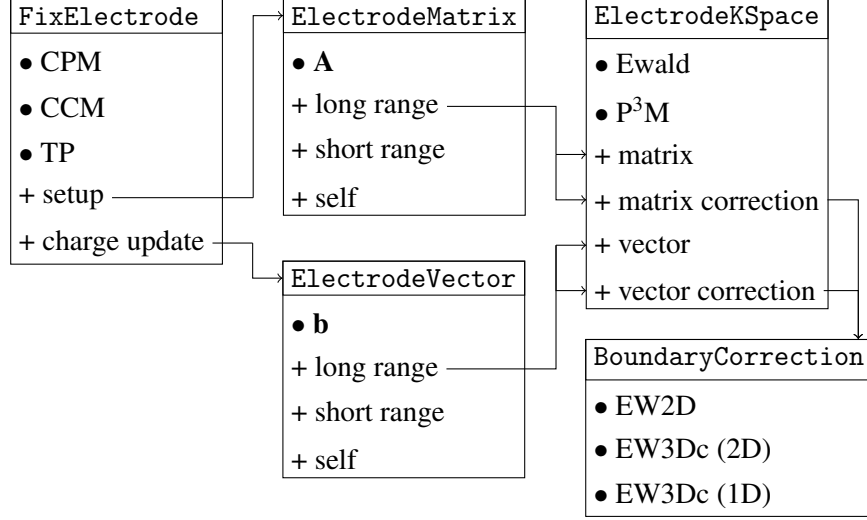 FixElectrode
• CPM
• CCM
• TP
+ setup
+ charge update
ElectrodeMatrix
• A
+ long range
+ short range
+ self
ElectrodeVector
• b
+ long range
+ short range
+ self
ElectrodeKSpace
• Ewald
• P³M
+ matrix
+ matrix correction
+ vector
+ vector correction
BoundaryCorrection
• EW2D
• EW3Dc (2D)
• EW3Dc (1D)